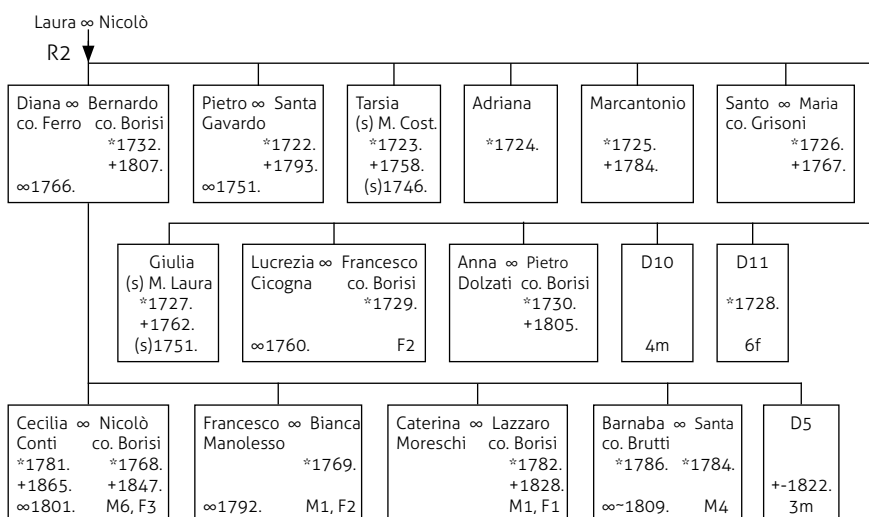 Laura ∞ Nicolò
R2
Diana ∞ Bernardo
co. Ferro co. Borisi
*1732.
+1807.
∞1766.
Pietro ∞ Santa
Gavardo
*1722.
+1793.
∞1751.
Tarsia
(s) M. Cost.
*1723.
+1758.
(s)1746.
Adriana
*1724.
Marcantonio
*1725.
+1784.
Santo ∞ Maria
co. Grisoni
*1726.
+1767.
Giulia
(s) M. Laura
*1727.
+1762.
(s)1751.
Lucrezia ∞ Francesco
Cicogna co. Borisi
*1729.
∞1760. F2
Anna ∞ Pietro
Dolzati co. Borisi
*1730.
+1805.
D10
4m
D11
*1728.
6f
Cecilia ∞ Nicolò
Conti co. Borisi
*1781. *1768.
+1865. +1847.
∞1801. M6, F3
Francesco ∞ Bianca
Manolesso
*1769.
∞1792. M1, F2
Caterina ∞ Lazzaro
Moreschi co. Borisi
*1782.
+1828.
M1, F1
Barnaba ∞ Santa
co. Brutti
*1786. *1784.
∞~1809. M4
D5
+-1822.
3m